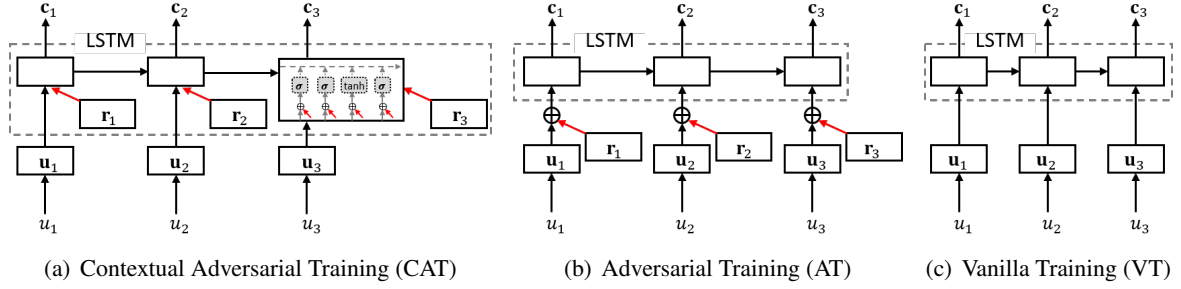 𝐜₁ 𝐜₂ 𝐜₃
LSTM
σ σ tanh σ
𝐫₁ 𝐫₂ 𝐫₃
𝐮₁ 𝐮₂ 𝐮₃
𝑢₁ 𝑢₂ 𝑢₃
(a) Contextual Adversarial Training (CAT)
𝐜₁ 𝐜₂ 𝐜₃
LSTM
𝐫₁ 𝐫₂ 𝐫₃
𝐮₁ 𝐮₂ 𝐮₃
𝑢₁ 𝑢₂ 𝑢₃
(b) Adversarial Training (AT)
𝐜₁ 𝐜₂ 𝐜₃
LSTM
𝐮₁ 𝐮₂ 𝐮₃
𝑢₁ 𝑢₂ 𝑢₃
(c) Vanilla Training (VT)